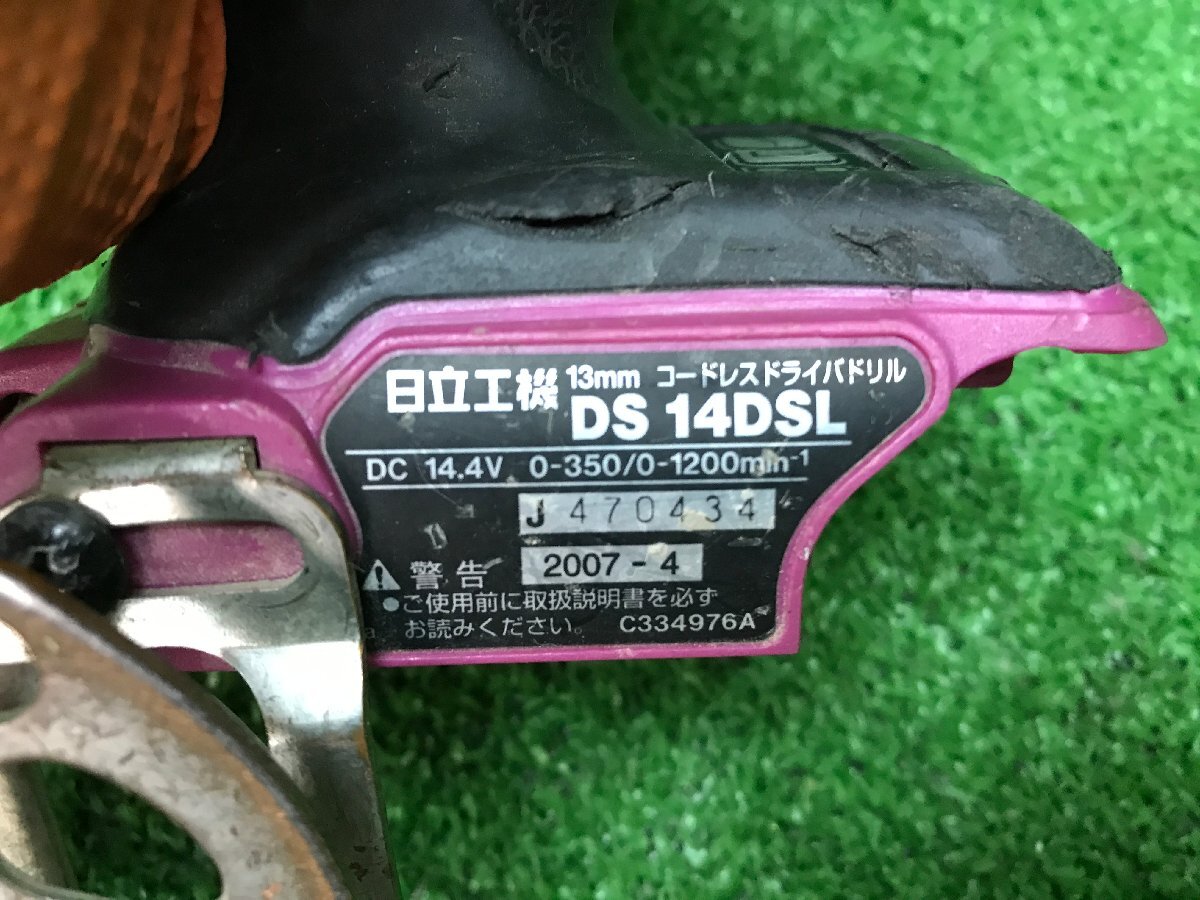 日立工機 13mm コードレスドライバドリル
DS 14DSL
DC 14.4V 0-350/0-1200min-1
J 470434
警告 2007 - 4
●ご使用前に取扱説明書を必ず
お読みください。 C334976A